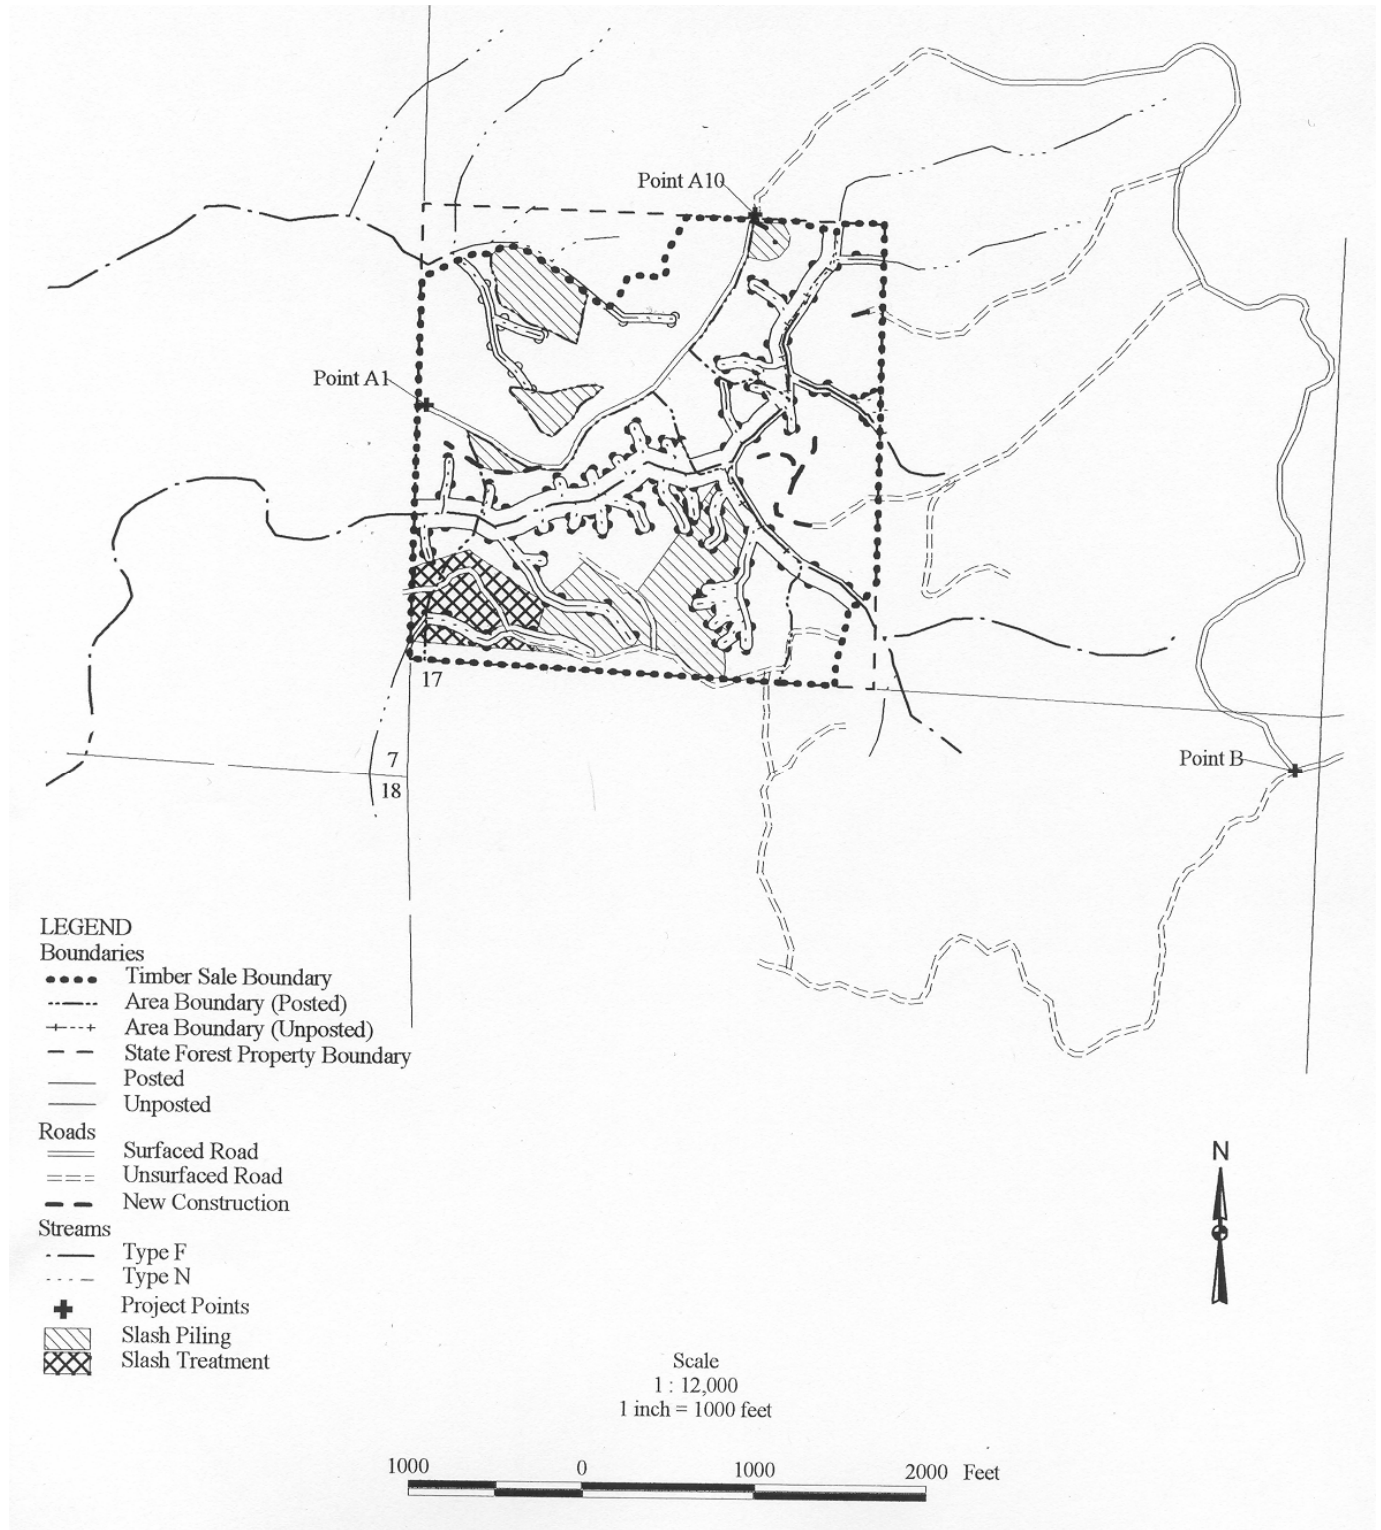 Point A10
Point A1
17
7
18
Point B
LEGEND
Boundaries
Timber Sale Boundary
Area Boundary (Posted)
Area Boundary (Unposted)
State Forest Property Boundary
Posted
Unposted
Roads
Surfaced Road
Unsurfaced Road
New Construction
Streams
Type F
Type N
Project Points
Slash Piling
Slash Treatment
N
Scale
1 : 12,000
1 inch = 1000 feet
1000 0 1000 2000 Feet